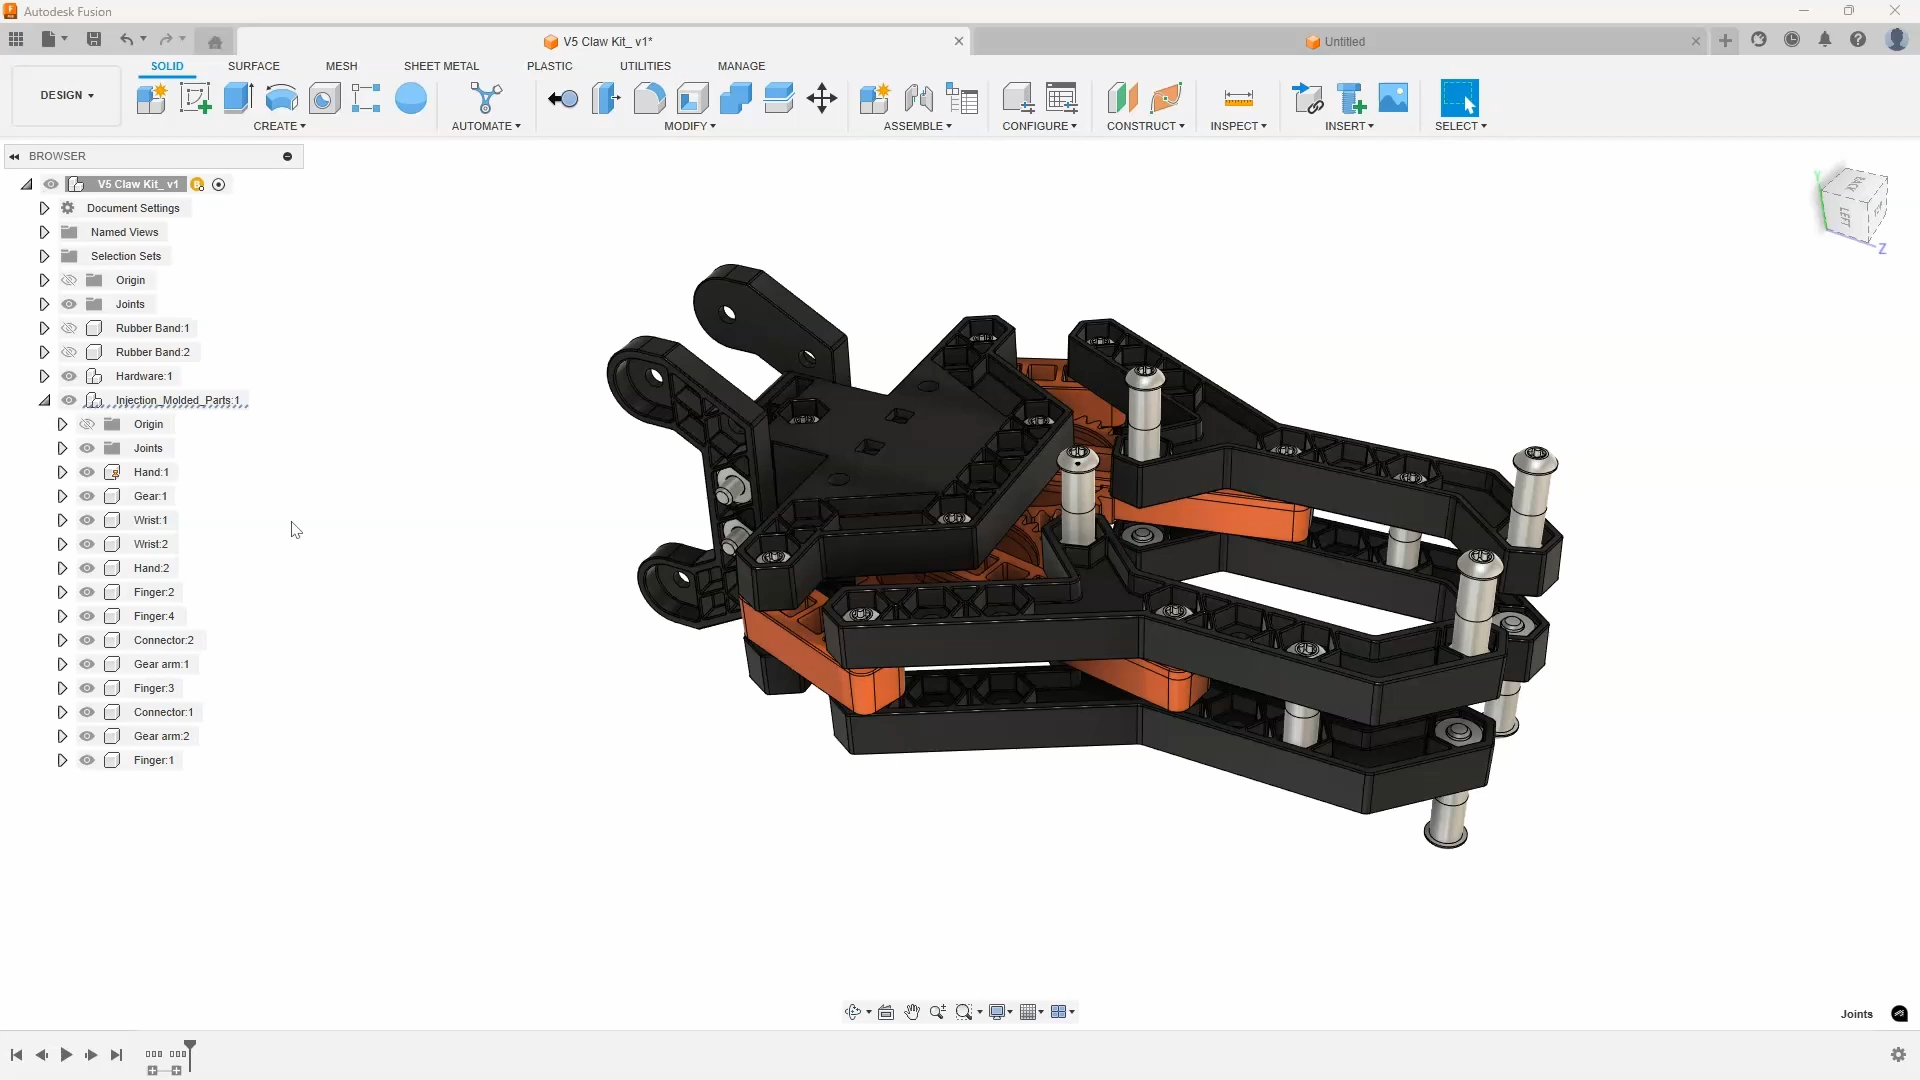 Autodesk Fusion
V5 Claw Kit_ v1*
Untitled
SOLID
SURFACE
MESH
SHEET METAL
PLASTIC
UTILITIES
MANAGE
DESIGN
CREATE
AUTOMATE
MODIFY
ASSEMBLE
CONFIGURE
CONSTRUCT
INSPECT
INSERT
SELECT
BROWSER
V5 Claw Kit_ v1
Document Settings
Named Views
Selection Sets
Origin
Joints
Rubber Band:1
Rubber Band:2
Hardware:1
Injection_Molded_Parts:1
Origin
Joints
Hand:1
Gear:1
Wrist:1
Wrist:2
Hand:2
Finger:2
Finger:4
Connector:2
Gear arm:1
Finger:3
Connector:1
Gear arm:2
Finger:1
Y
BACK
LEFT
Z
Joints